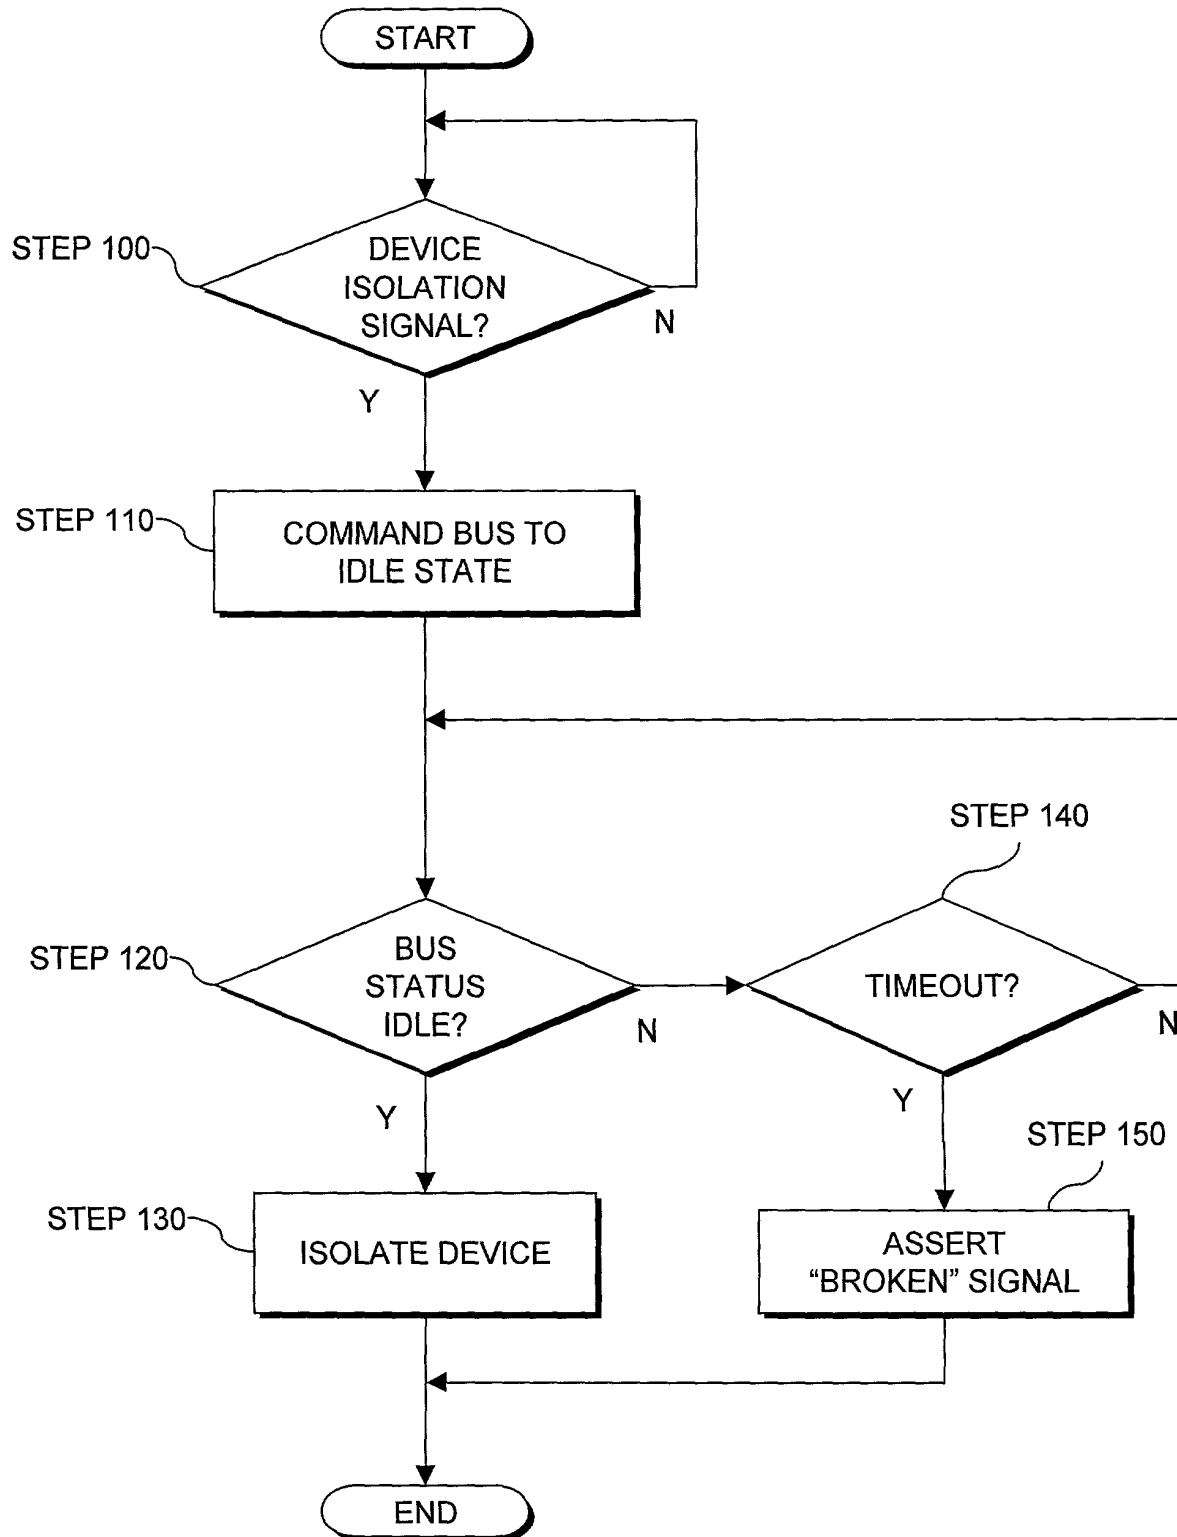 START
STEP 100
DEVICE
ISOLATION
SIGNAL?
N
Y
STEP 110
COMMAND BUS TO
IDLE STATE
STEP 140
STEP 120
BUS
STATUS
IDLE?
N
TIMEOUT?
N
Y
Y
STEP 150
STEP 130
ISOLATE DEVICE
ASSERT
“BROKEN” SIGNAL
END